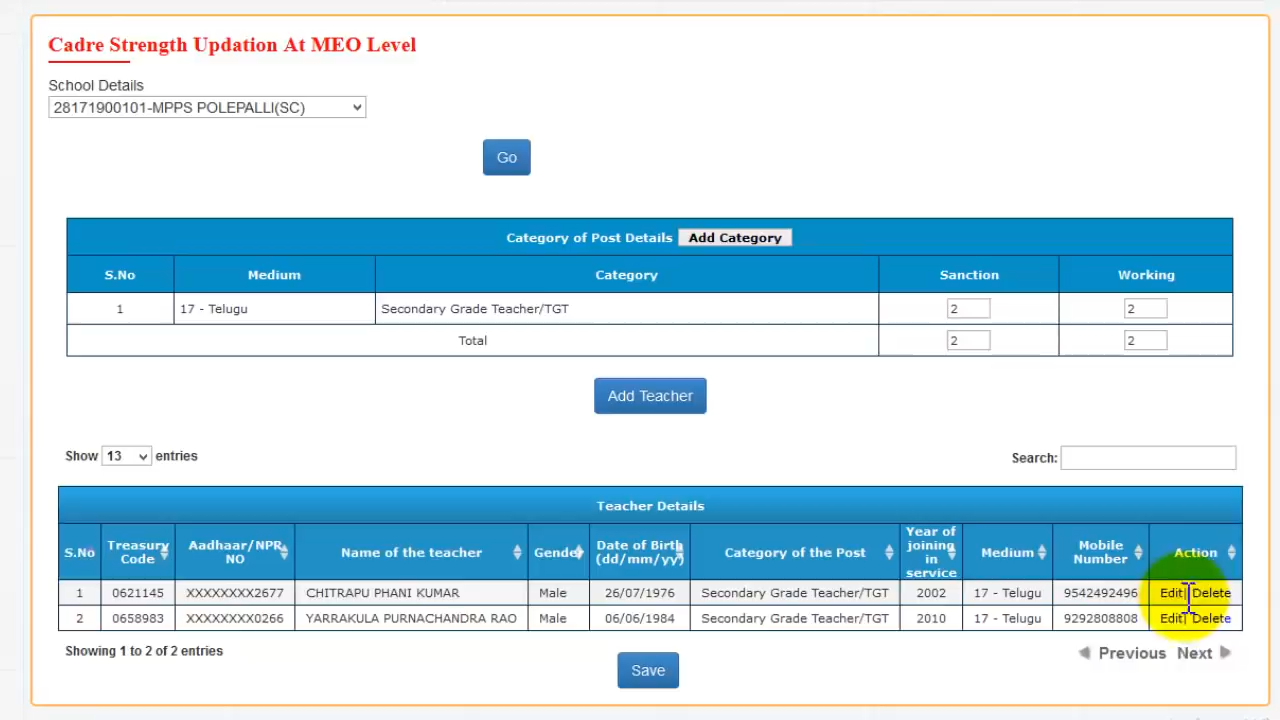 Cadre Strength Updation At MEO Level
School Details
28171900101-MPPS POLEPALLI(SC)
Go
Category of Post Details Add Category
S.No Medium Category Sanction Working
1 17 - Telugu Secondary Grade Teacher/TGT 2 2
Total 2 2
Add Teacher
Show 13 entries Search:
Teacher Details
S.No Treasury Code Aadhaar/NPR NO Name of the teacher Gender Date of Birth (dd/mm/yy) Category of the Post Year of joining in service Medium Mobile Number Action
1 0621145 XXXXXXXX2677 CHITRAPU PHANI KUMAR Male 26/07/1976 Secondary Grade Teacher/TGT 2002 17 - Telugu 9542492496 Edit| Delete
2 0658983 XXXXXXXX0266 YARRAKULA PURNACHANDRA RAO Male 06/06/1984 Secondary Grade Teacher/TGT 2010 17 - Telugu 9292808808 Edit| Delete
Showing 1 to 2 of 2 entries Previous Next
Save